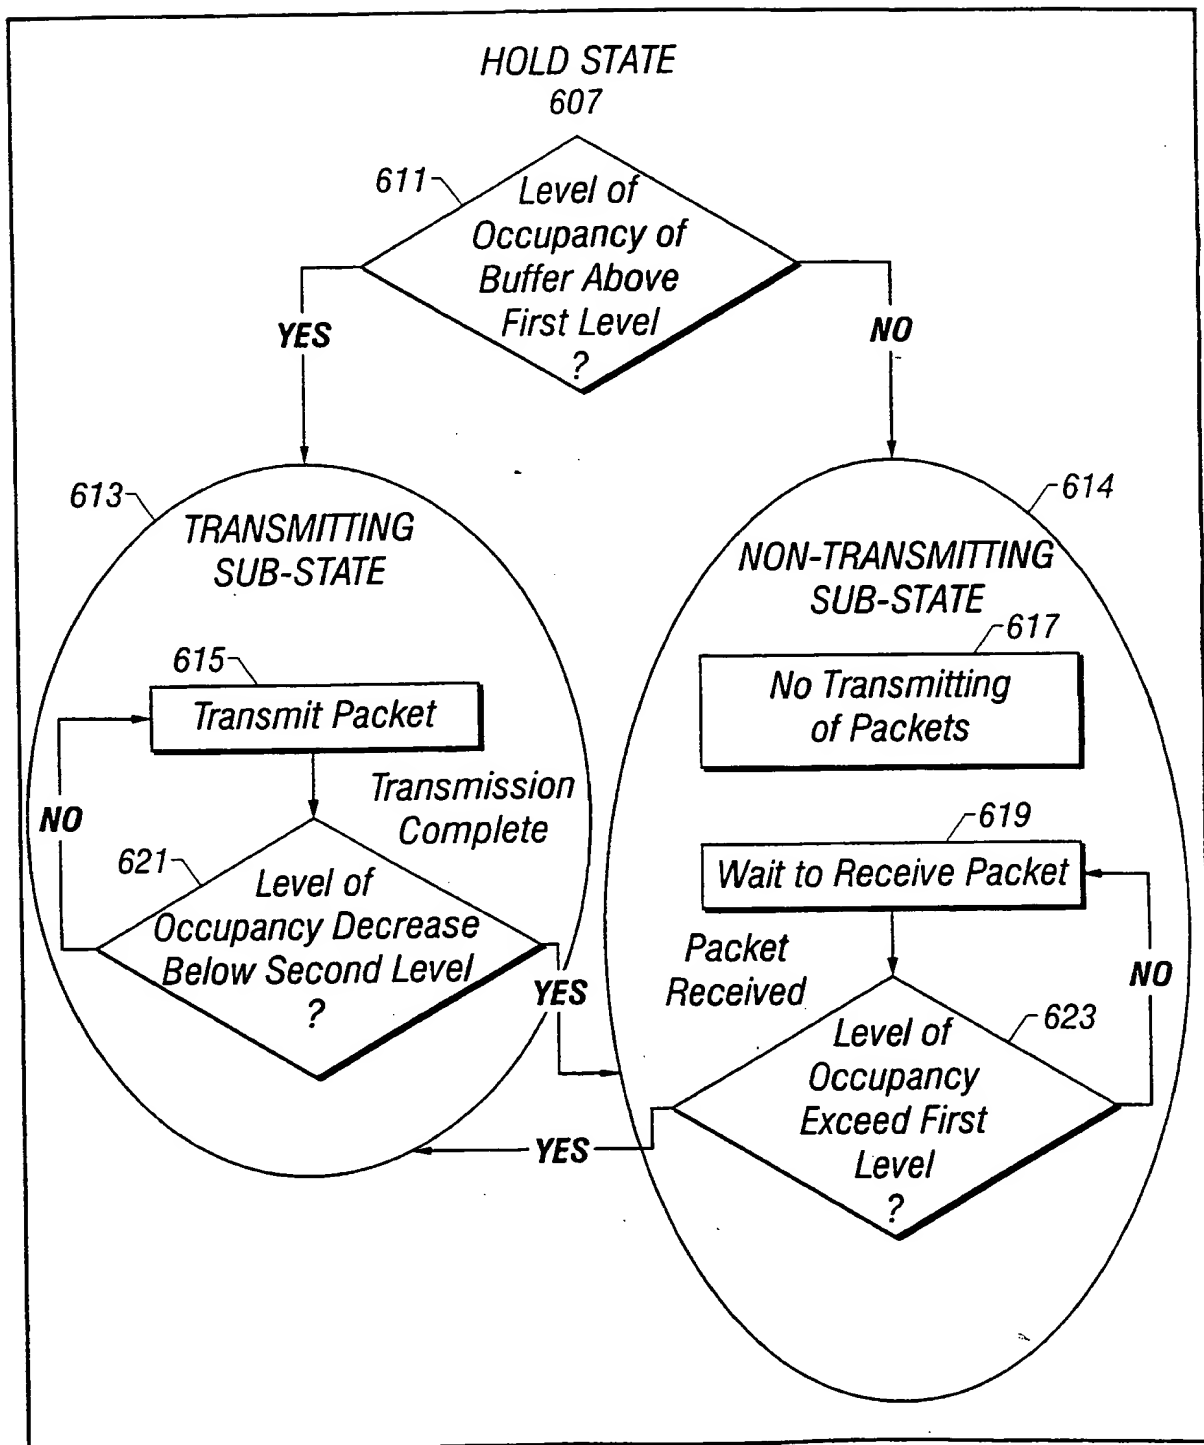 HOLD STATE
607
611
Level of
Occupancy of
Buffer Above
First Level
?
YES
NO
613
TRANSMITTING
SUB-STATE
615
Transmit Packet
NO
Transmission
Complete
621
Level of
Occupancy Decrease
Below Second Level
?
YES
614
NON-TRANSMITTING
SUB-STATE
617
No Transmitting
of Packets
619
Wait to Receive Packet
Packet
Received
NO
623
Level of
Occupancy
Exceed First
Level
?
YES